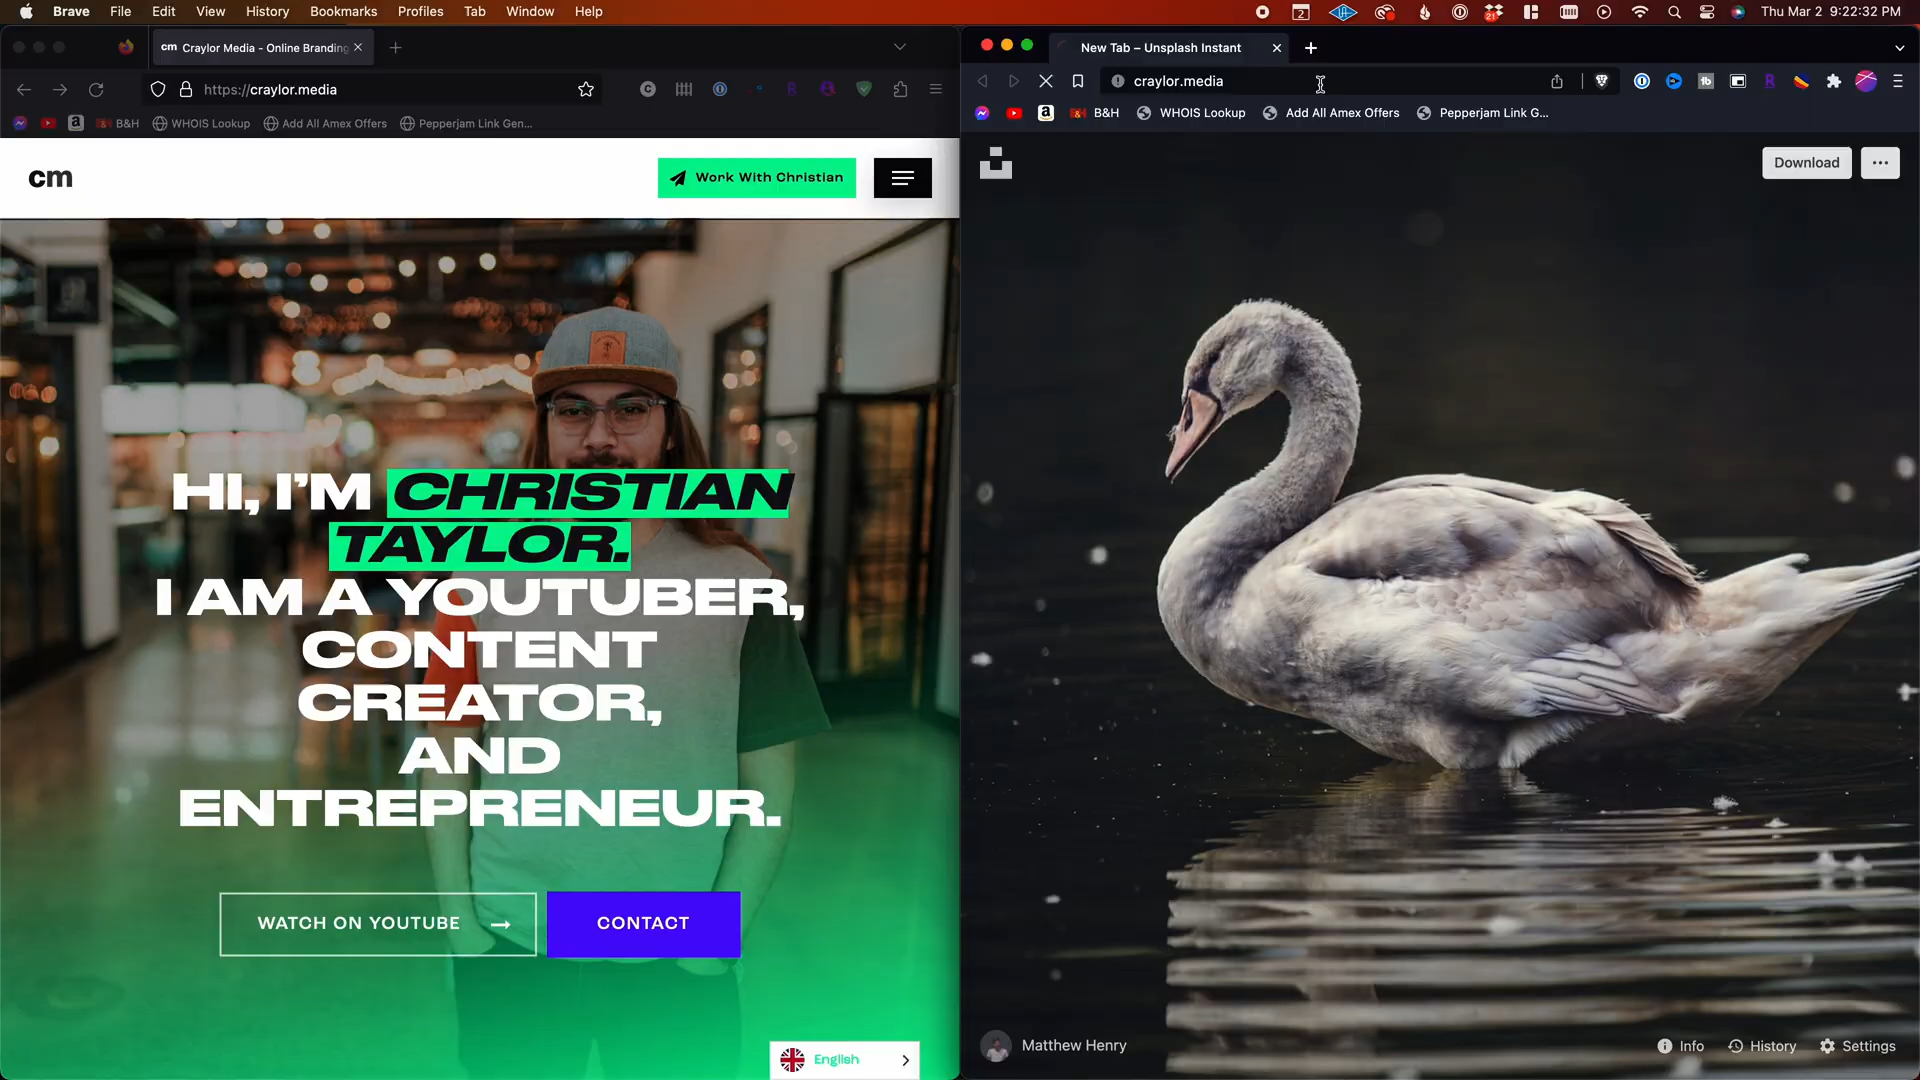 Brave File Edit View History Bookmarks Profiles Tab Window Help
2
21
Thu Mar 2 9:22:32 PM
cm Craylor Media - Online Branding
https://craylor.media
B&H WHOIS Lookup Add All Amex Offers Pepperjam Link Gen...
cm
Work With Christian
HI, I'M CHRISTIAN
TAYLOR.
I AM A YOUTUBER,
CONTENT
CREATOR,
AND
ENTREPRENEUR.
WATCH ON YOUTUBE →
CONTACT
English
New Tab – Unsplash Instant
craylor.media
B&H WHOIS Lookup Add All Amex Offers Pepperjam Link G...
Download
Matthew Henry
Info History Settings